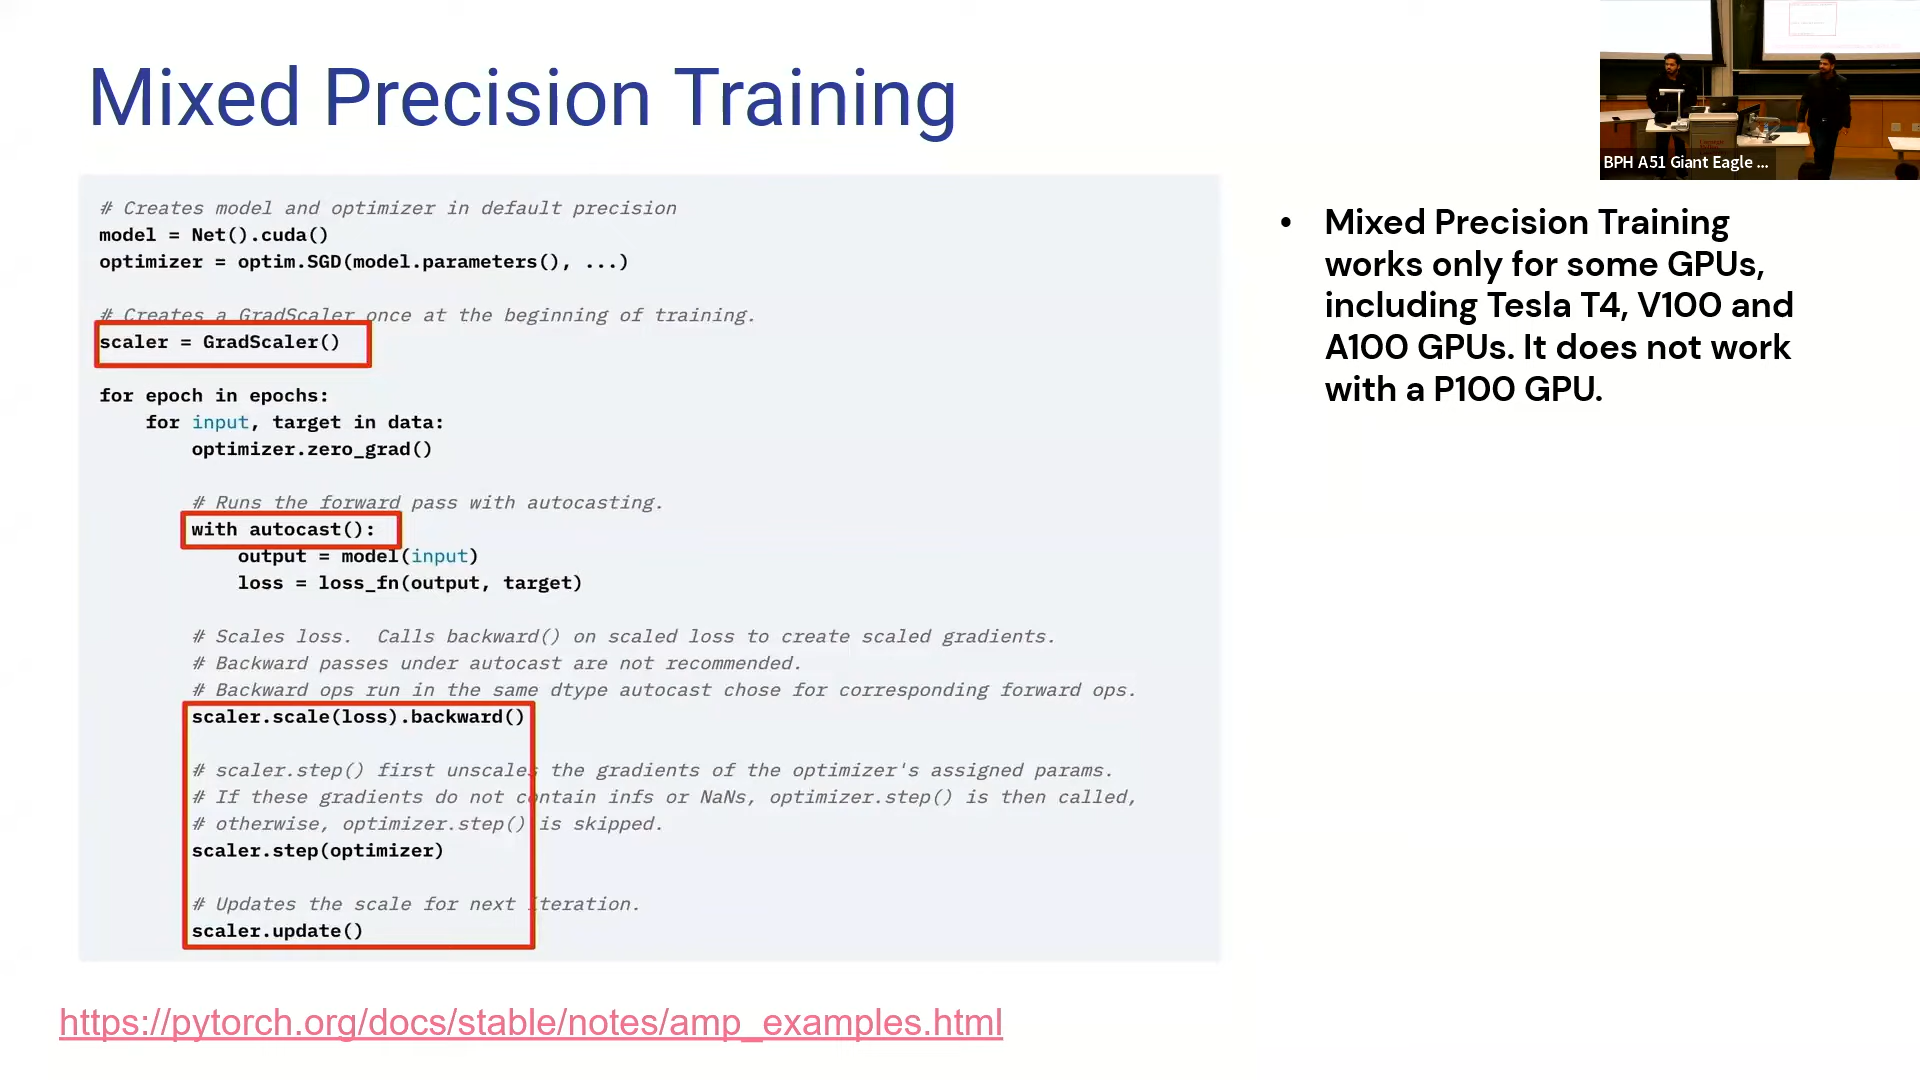 Mixed Precision Training
BPH A51 Giant Eagle ...
# Creates model and optimizer in default precision
model = Net().cuda()
optimizer = optim.SGD(model.parameters(), ...)
# Creates a GradScaler once at the beginning of training.
scaler = GradScaler()
for epoch in epochs:
for input, target in data:
optimizer.zero_grad()
# Runs the forward pass with autocasting.
with autocast():
output = model(input)
loss = loss_fn(output, target)
# Scales loss.  Calls backward() on scaled loss to create scaled gradients.
# Backward passes under autocast are not recommended.
# Backward ops run in the same dtype autocast chose for corresponding forward ops.
scaler.scale(loss).backward()
# scaler.step() first unscales the gradients of the optimizer's assigned params.
# If these gradients do not contain infs or NaNs, optimizer.step() is then called,
# otherwise, optimizer.step() is skipped.
scaler.step(optimizer)
# Updates the scale for next iteration.
scaler.update()
• Mixed Precision Training
works only for some GPUs,
including Tesla T4, V100 and
A100 GPUs. It does not work
with a P100 GPU.
https://pytorch.org/docs/stable/notes/amp_examples.html